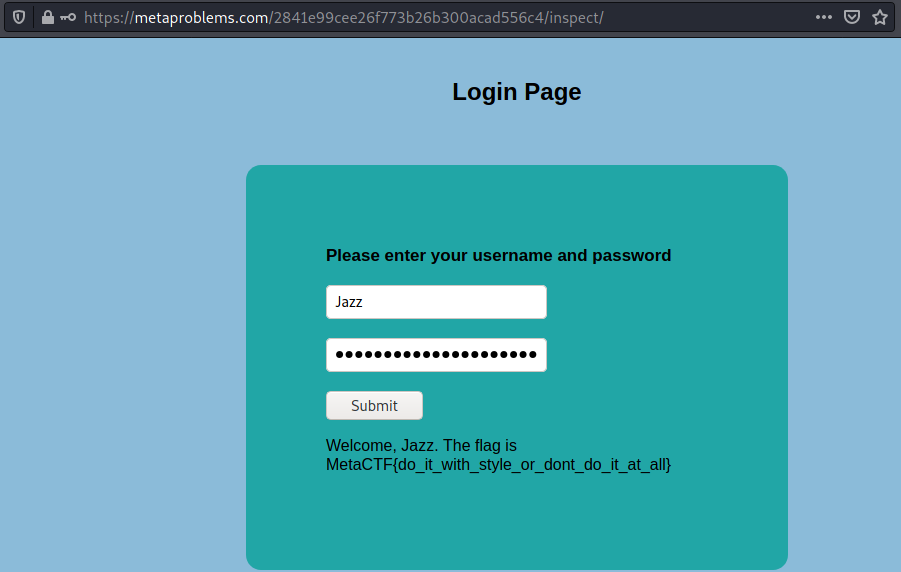 https://metaproblems.com/2841e99cee26f773b26b300acad556c4/inspect/
Login Page
Please enter your username and password
Jazz
●●●●●●●●●●●●●●●●●●●●●
Submit
Welcome, Jazz. The flag is
MetaCTF{do_it_with_style_or_dont_do_it_at_all}